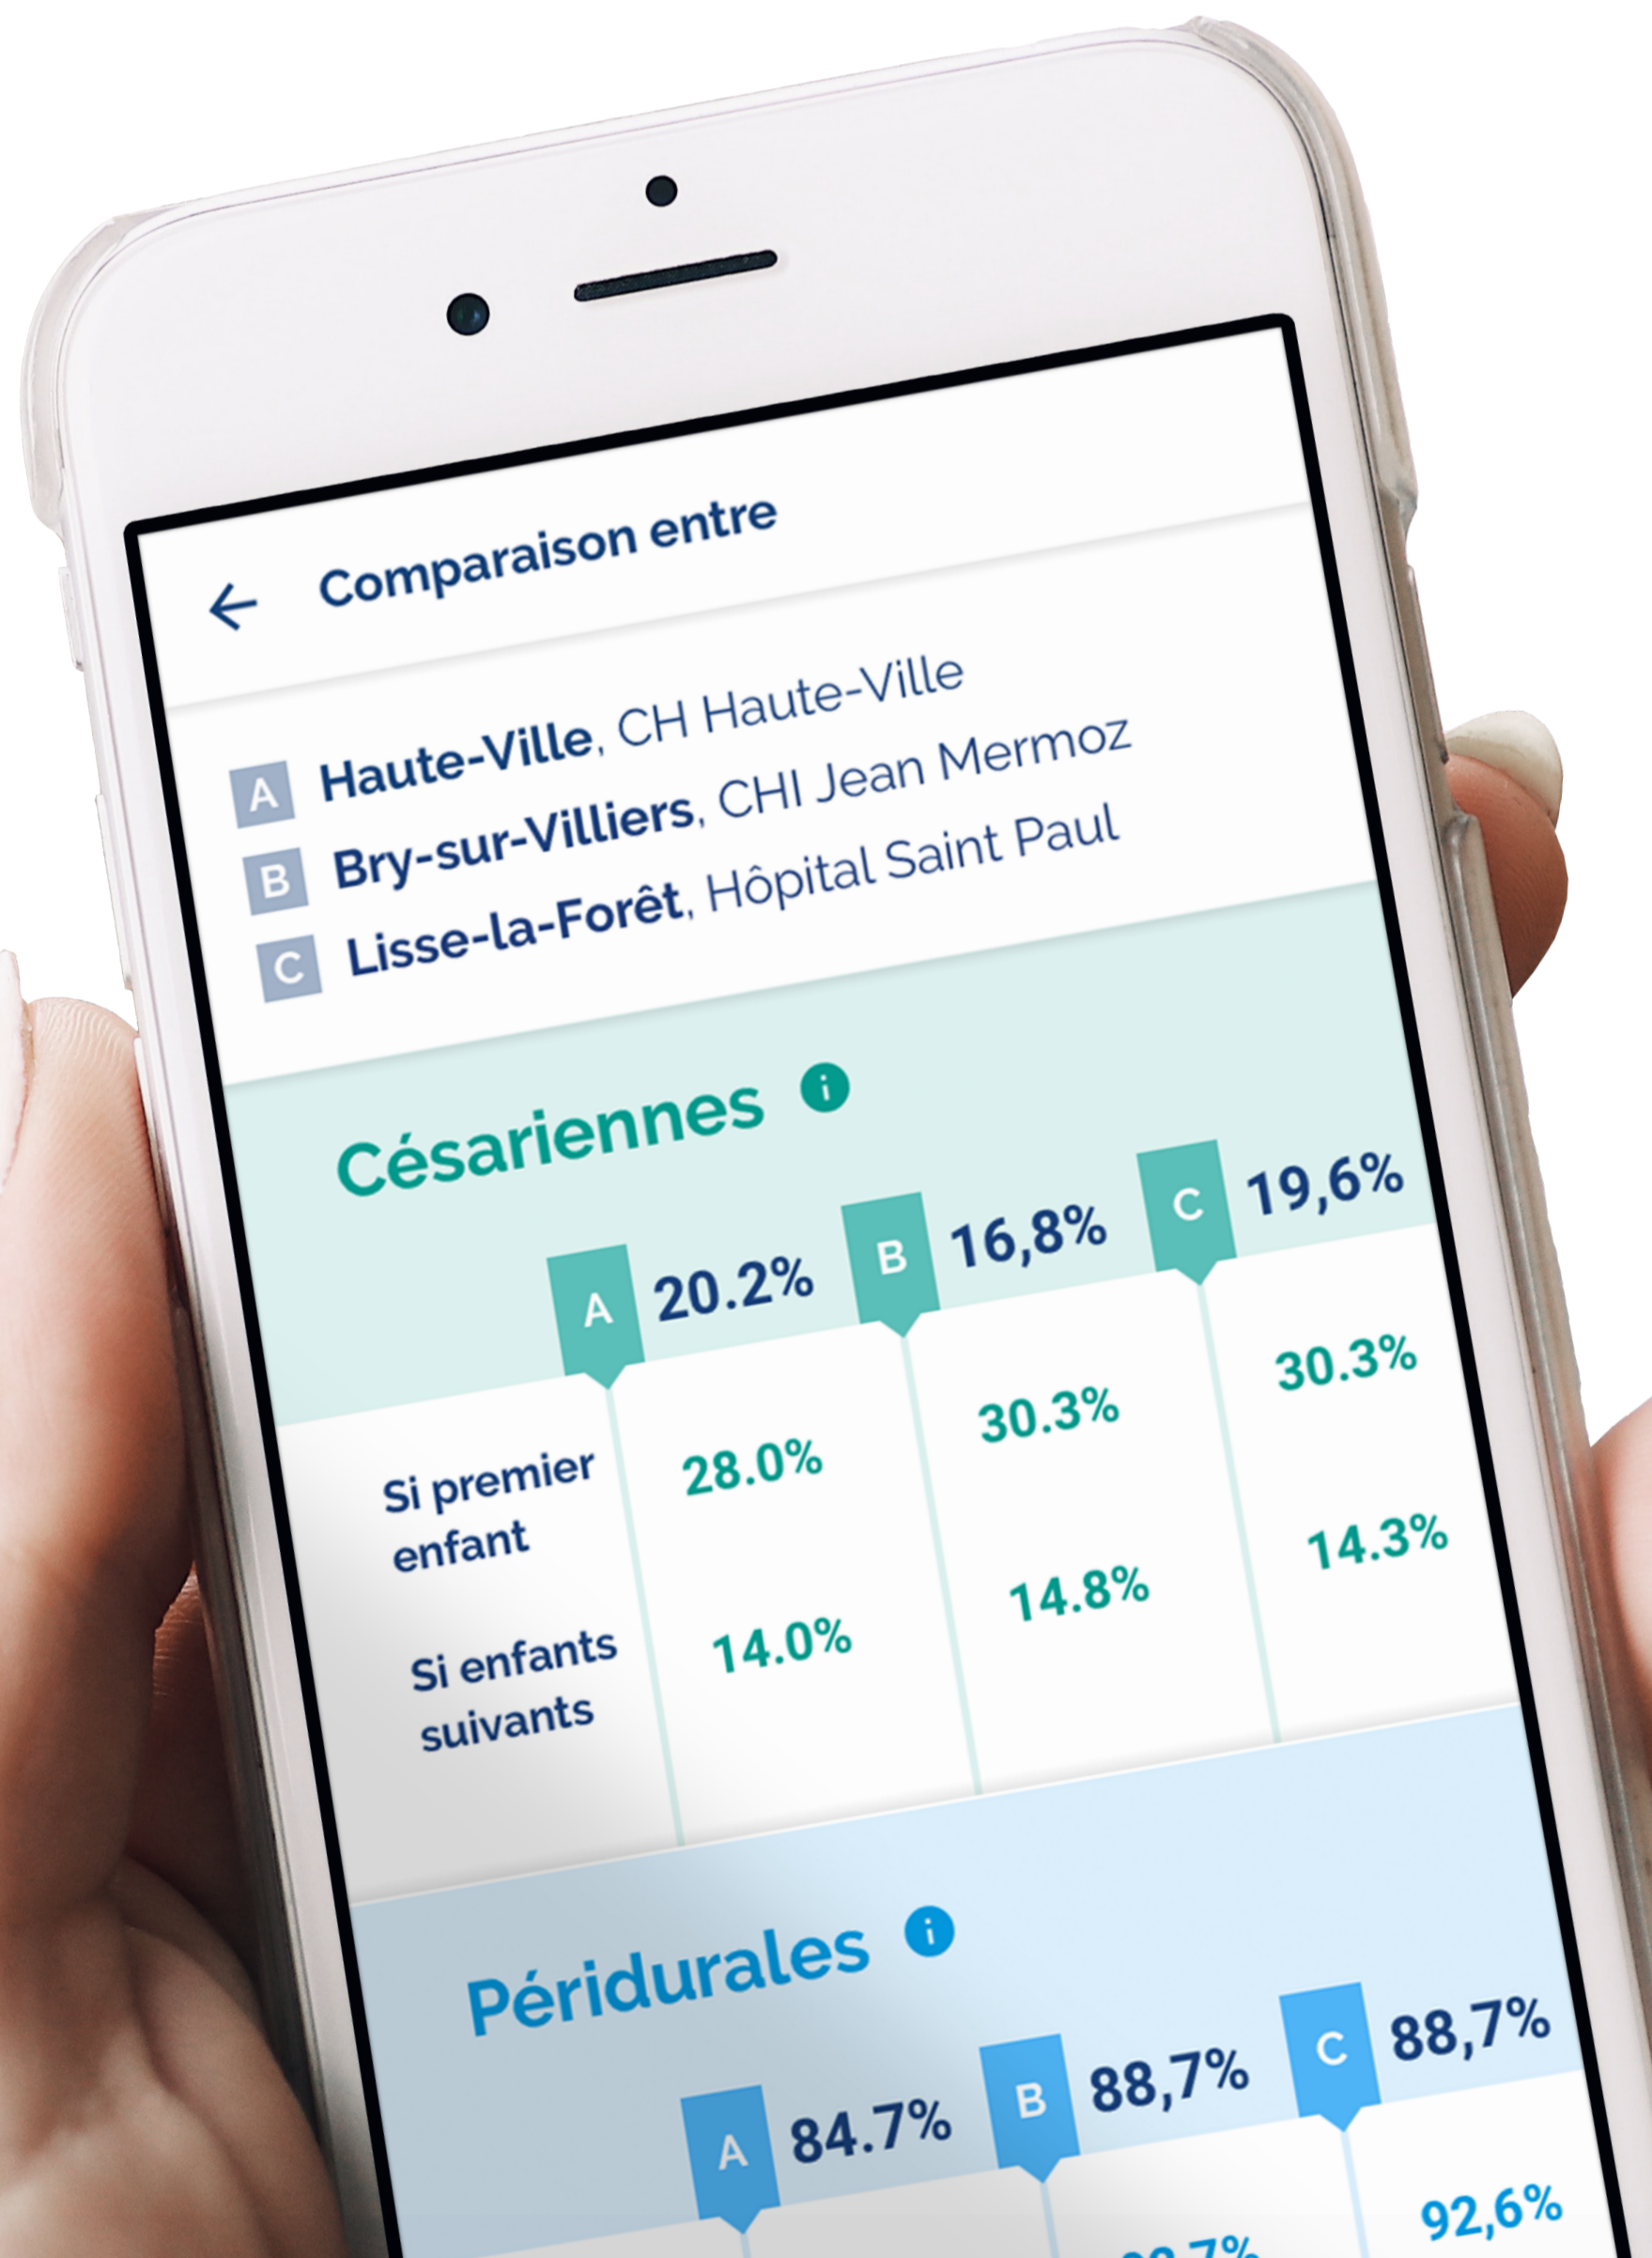 ← Comparaison entre
A Haute-Ville, CH Haute-Ville
B Bry-sur-Villiers, CHI Jean Mermoz
C Lisse-la-Forêt, Hôpital Saint Paul
Césariennes i
A 20.2% B 16,8% C 19,6%
Si premier
enfant
28.0% 30.3% 30.3%
Si enfants
suivants
14.0% 14.8% 14.3%
Péridurales i
A 84.7% B 88,7% C 88,7%
92,6%